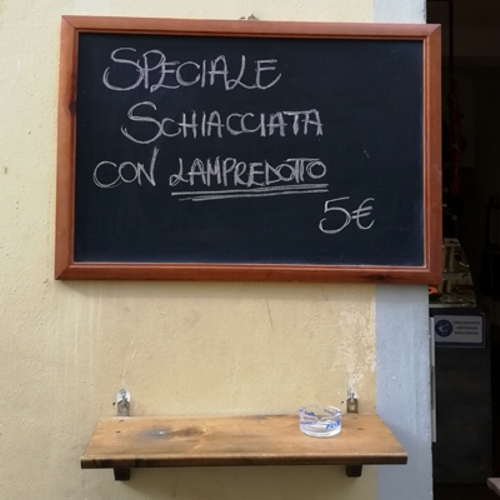 SPECIALE
SCHIACCIATA
CON LAMPREDOTTO
5€